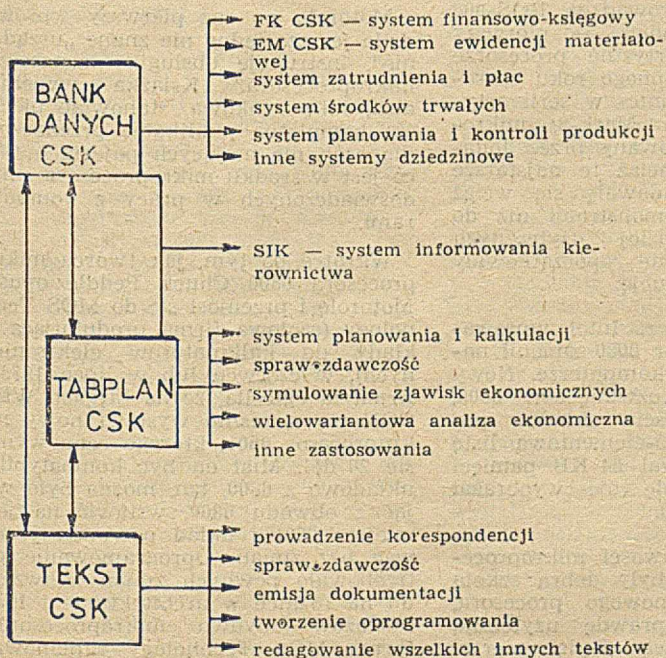 FK CSK — system finansowo-księgowy
EM CSK — system ewidencji materiało-
wej
system zatrudnienia i płac
system środków trwałych
system planowania i kontroli produkcji
inne systemy dziedzinowe
BANK
DANYCH
CSK
SIK — system informowania kie-
rownictwa
system planowania i kalkulacji
sprawozdawczość
symulowanie zjawisk ekonomicznych
wielowariantowa analiza ekonomiczna
inne zastosowania
TABPLAN
CSK
prowadzenie korespondencji
sprawozdawczość
emisja dokumentacji
tworzenie oprogramowania
redagowanie wszelkich innych tekstów
TEKST
CSK